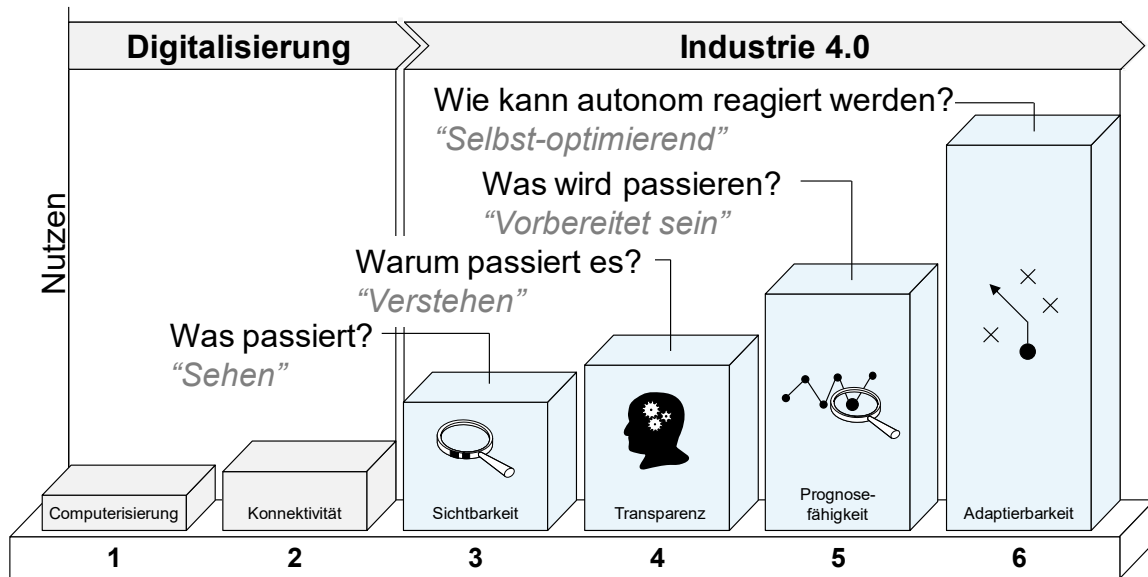 Digitalisierung
Industrie 4.0
Nutzen
Wie kann autonom reagiert werden?
“Selbst-optimierend”
Was wird passieren?
“Vorbereitet sein”
Warum passiert es?
“Verstehen”
Was passiert?
“Sehen”
Computerisierung
Konnektivität
Sichtbarkeit
Transparenz
Prognose-
fähigkeit
Adaptierbarkeit
1
2
3
4
5
6